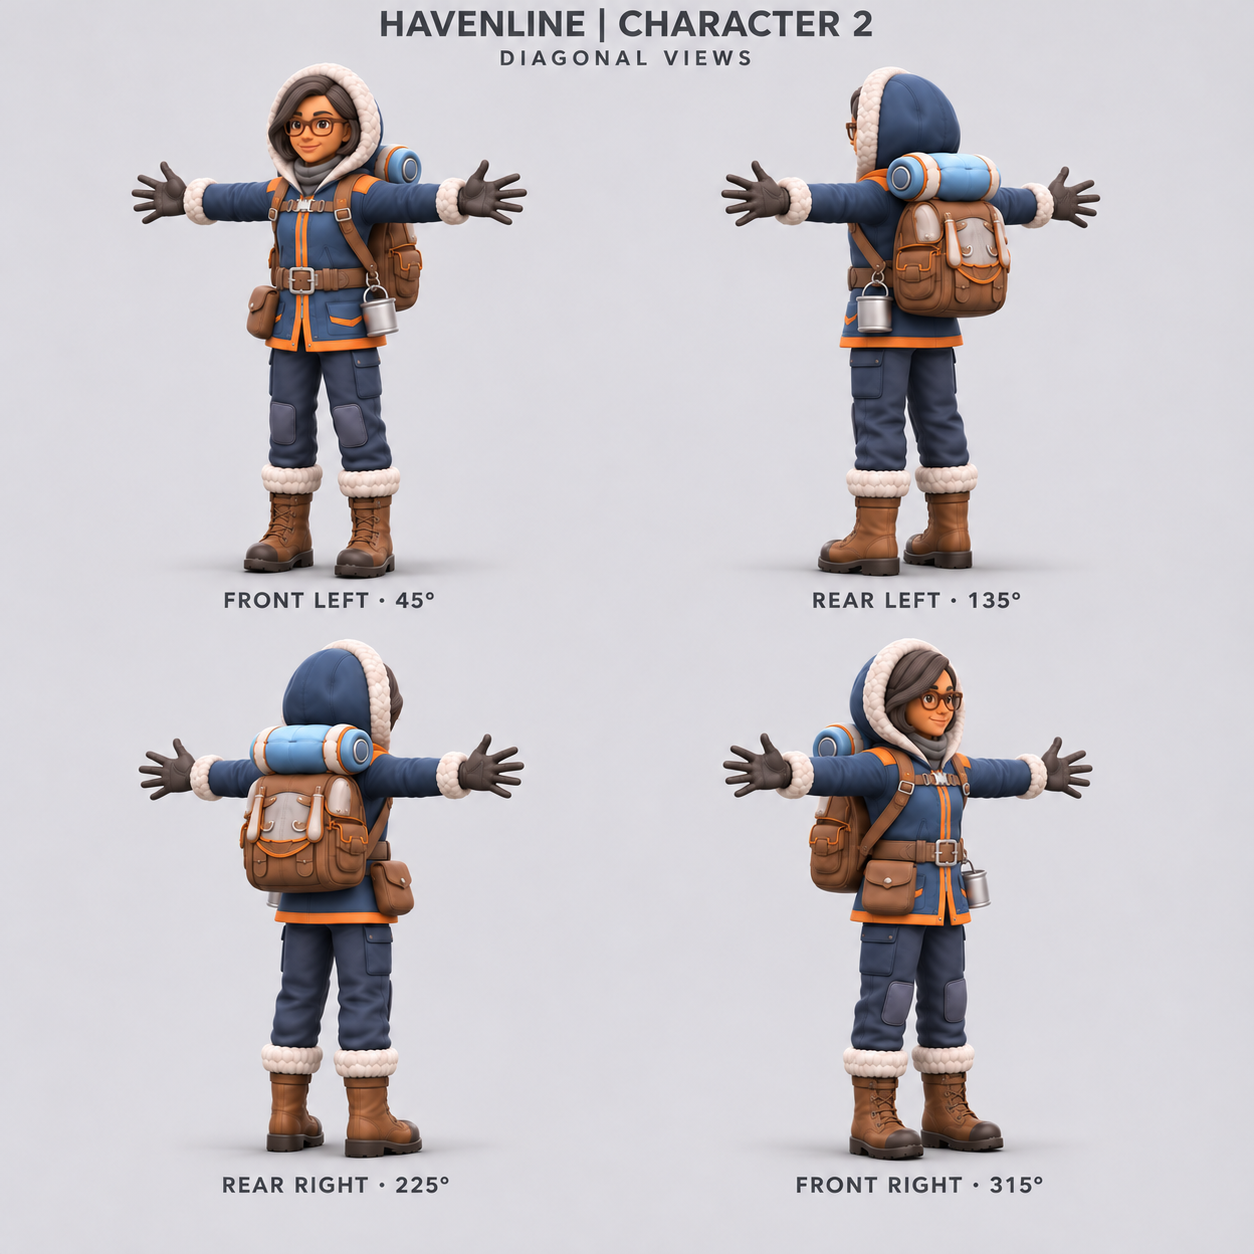 HAVENLINE | CHARACTER 2
DIAGONAL VIEWS
FRONT LEFT · 45°
REAR LEFT · 135°
REAR RIGHT · 225°
FRONT RIGHT · 315°